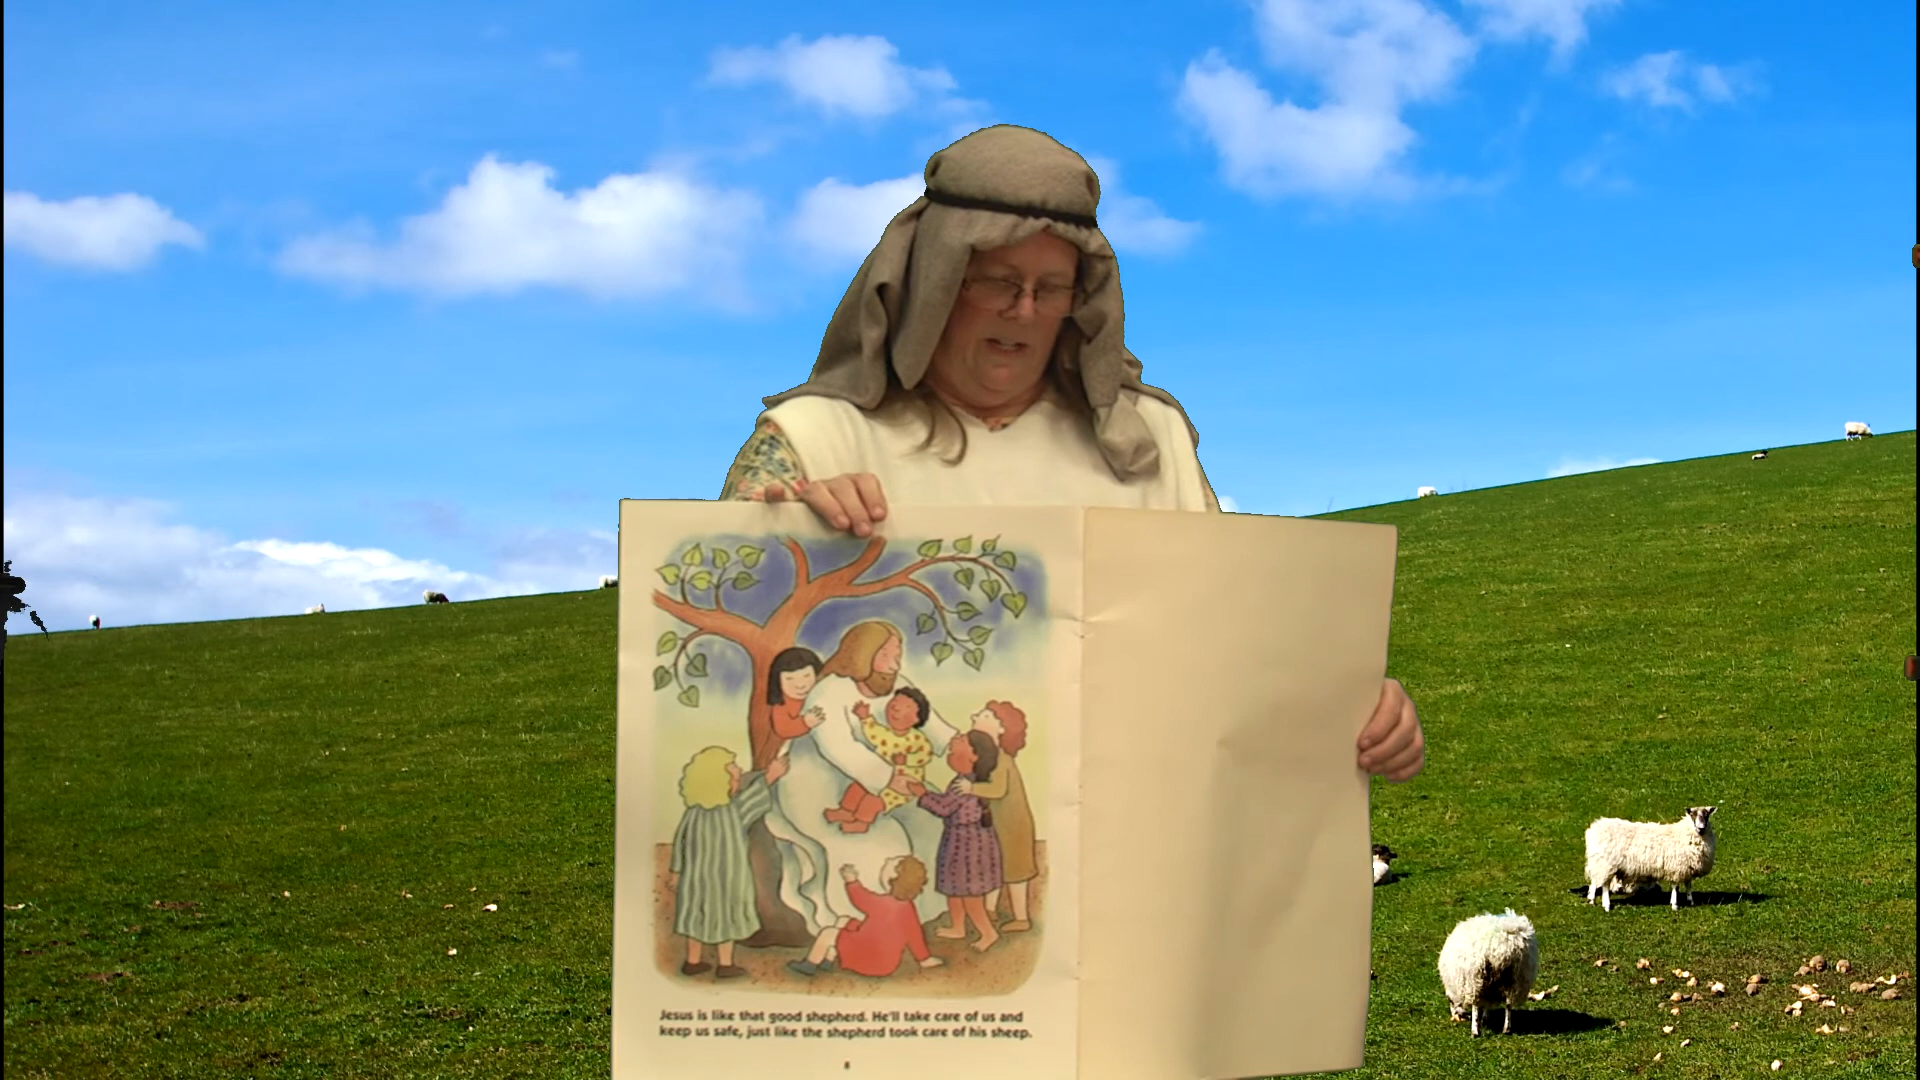 Jesus is like that good shepherd. He'll take care of us and
keep us safe, just like the shepherd took care of his sheep.
8